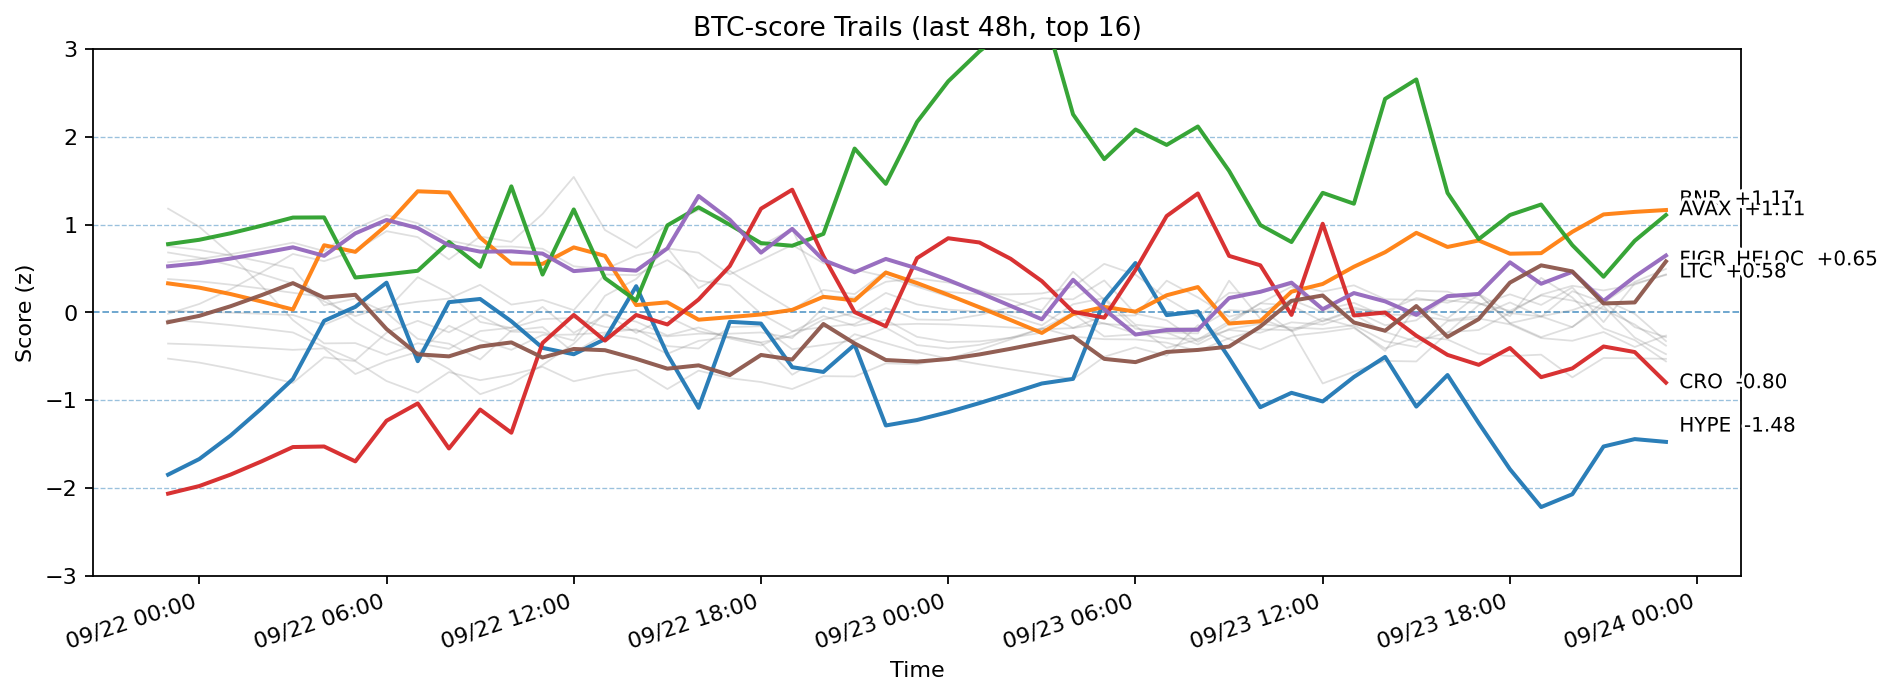 BTC-score Trails (last 48h, top 16)
Score (z)
3
2
1
0
−1
−2
−3
BNB +1.17
AVAX +1.11
FIGR_HELOC +0.65
LTC +0.58
CRO -0.80
HYPE -1.48
09/22 00:00
09/22 06:00
09/22 12:00
09/22 18:00
09/23 00:00
09/23 06:00
09/23 12:00
09/23 18:00
09/24 00:00
Time